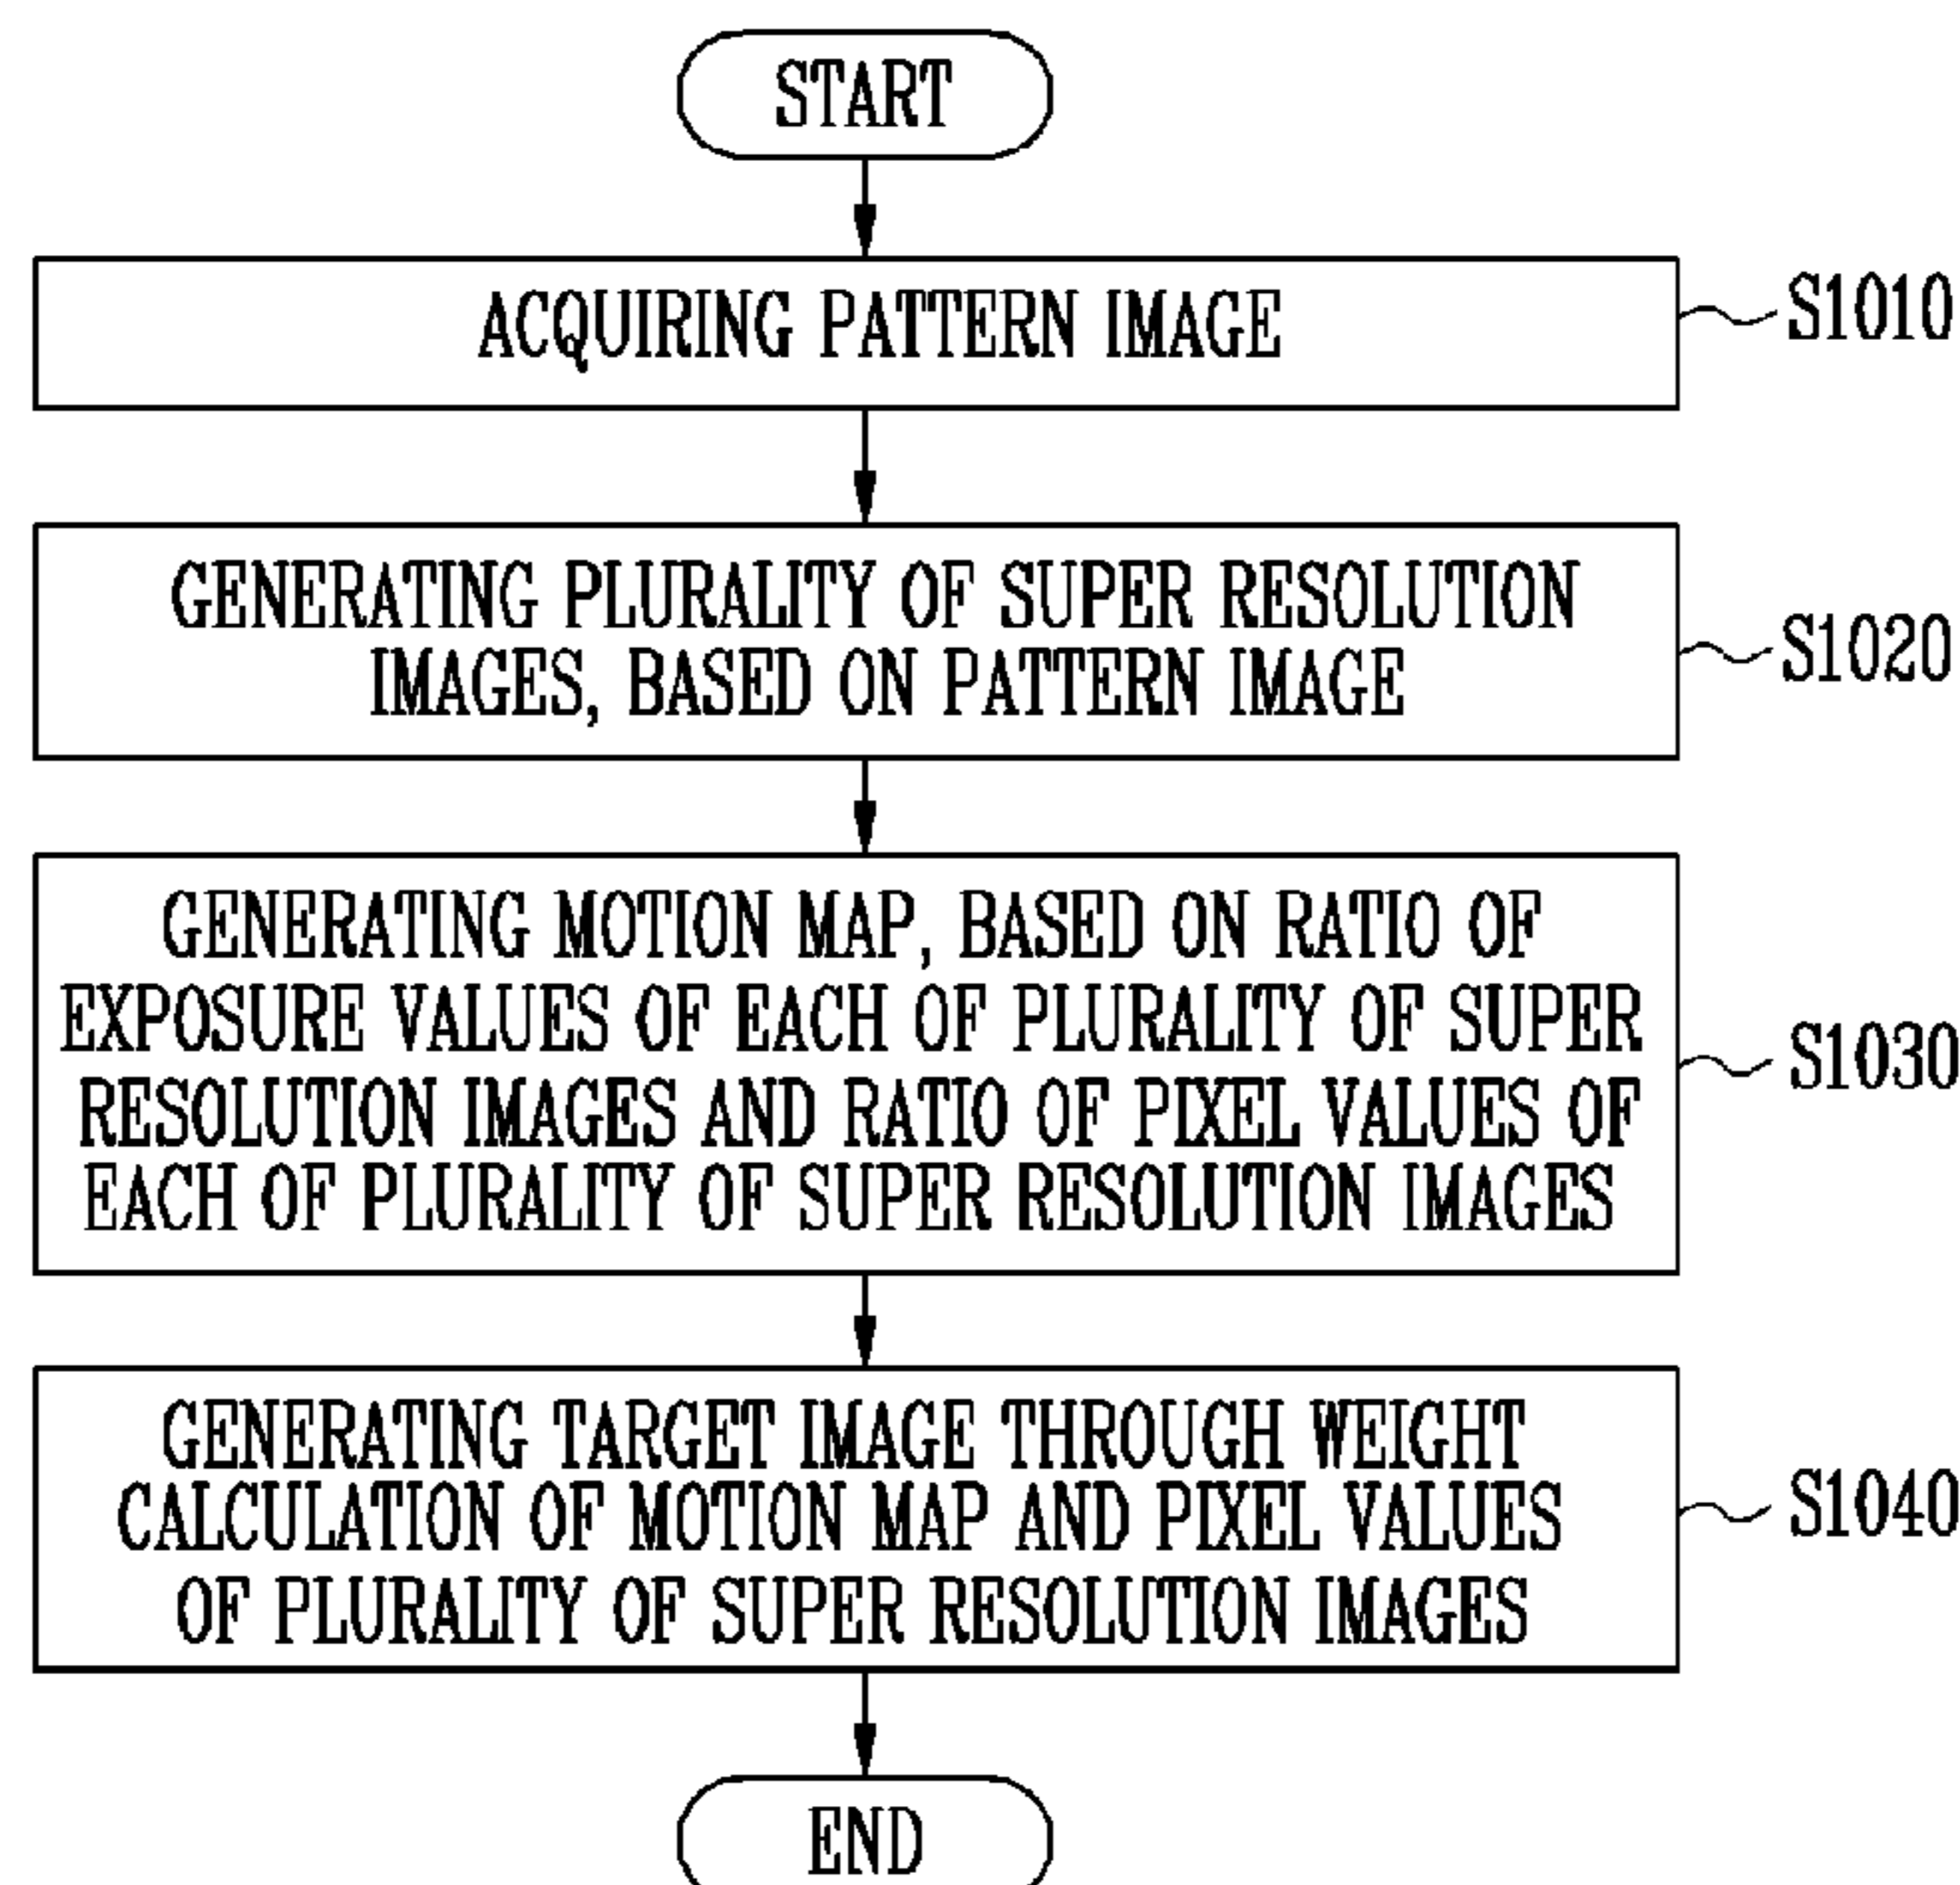 START
ACQUIRING PATTERN IMAGE
S1010
GENERATING PLURALITY OF SUPER RESOLUTION
IMAGES, BASED ON PATTERN IMAGE
S1020
GENERATING MOTION MAP, BASED ON RATIO OF
EXPOSURE VALUES OF EACH OF PLURALITY OF SUPER
RESOLUTION IMAGES AND RATIO OF PIXEL VALUES OF
EACH OF PLURALITY OF SUPER RESOLUTION IMAGES
S1030
GENERATING TARGET IMAGE THROUGH WEIGHT
CALCULATION OF MOTION MAP AND PIXEL VALUES
OF PLURALITY OF SUPER RESOLUTION IMAGES
S1040
END